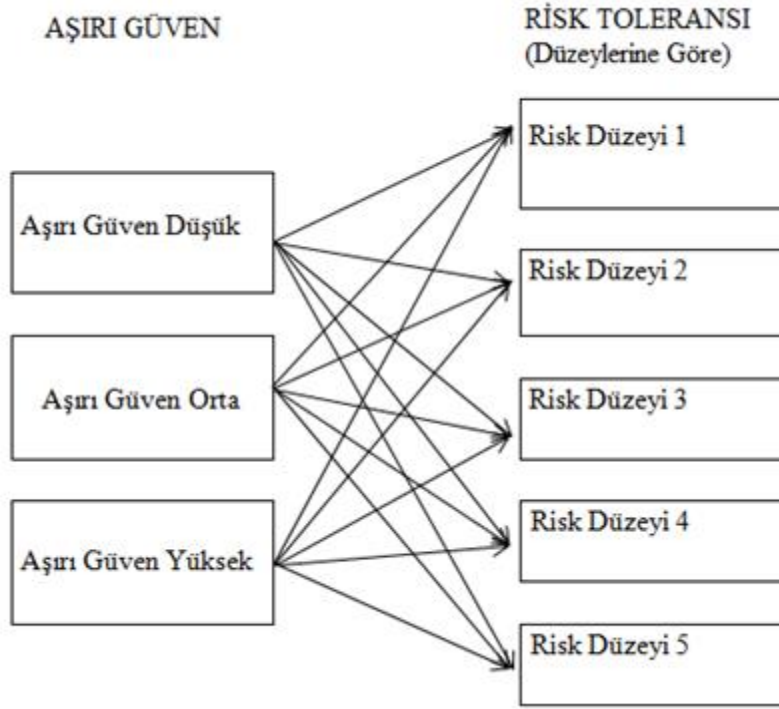 AŞIRI GÜVEN
RİSK TOLERANSI
(Düzeylerine Göre)
Aşırı Güven Düşük
Aşırı Güven Orta
Aşırı Güven Yüksek
Risk Düzeyi 1
Risk Düzeyi 2
Risk Düzeyi 3
Risk Düzeyi 4
Risk Düzeyi 5